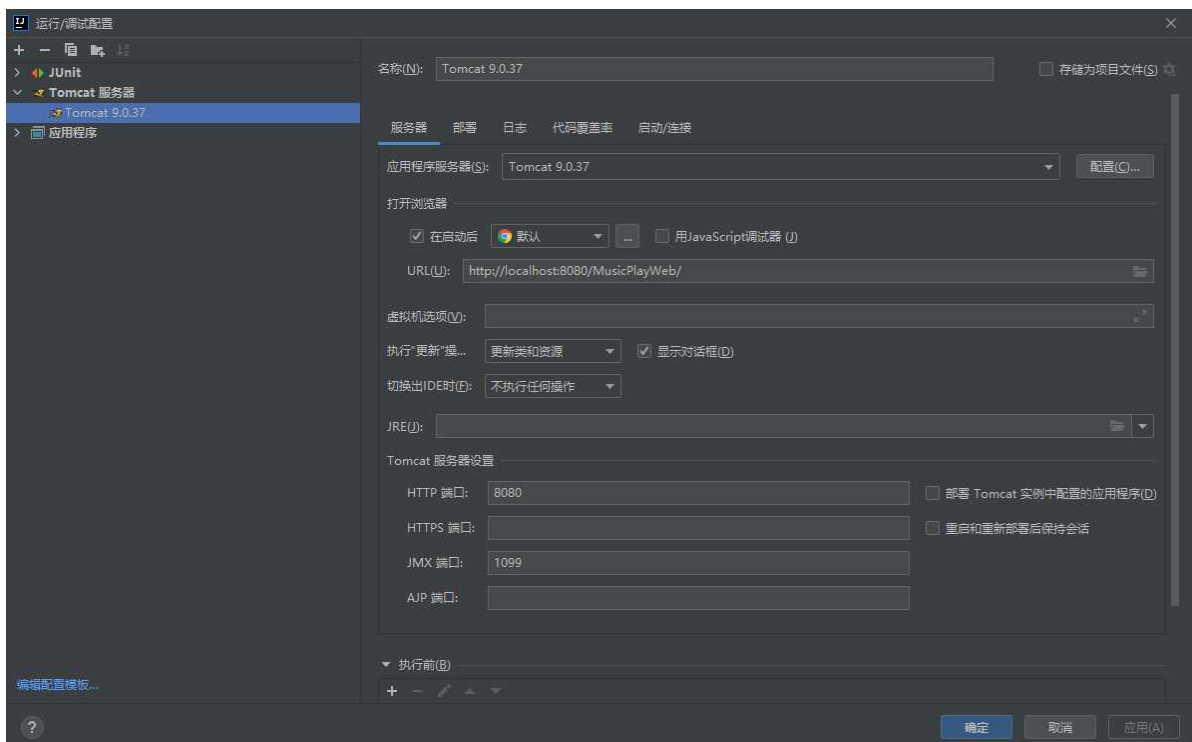 运行/调试配置
JUnit
Tomcat 服务器
Tomcat 9.0.37
应用程序
编辑配置模板...
名称(N): Tomcat 9.0.37 存储为项目文件(S)
服务器 部署 日志 代码覆盖率 启动/连接
应用程序服务器(S): Tomcat 9.0.37 配置(C)...
打开浏览器
在启动后 默认 ... 用JavaScript调试器 (J)
URL(U): http://localhost:8080/MusicPlayWeb/
虚拟机选项(V):
执行"更新"操... 更新类和资源 显示对话框(D)
切换出IDE时(F): 不执行任何操作
JRE(J):
Tomcat 服务器设置
HTTP 端口: 8080 部署 Tomcat 实例中配置的应用程序(D)
HTTPS 端口: 重启和重新部署后保持会话
JMX 端口: 1099
AJP 端口:
执行前(B)
? 确定 取消 应用(A)